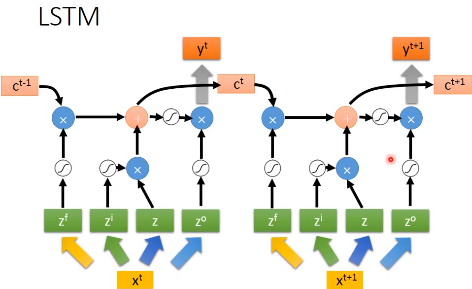 LSTM
y^t y^t+1
c^t-1 c^t c^t+1
× + × × + ×
× ×
z^f z^i z z^o z^f z^i z z^o
x^t x^t+1